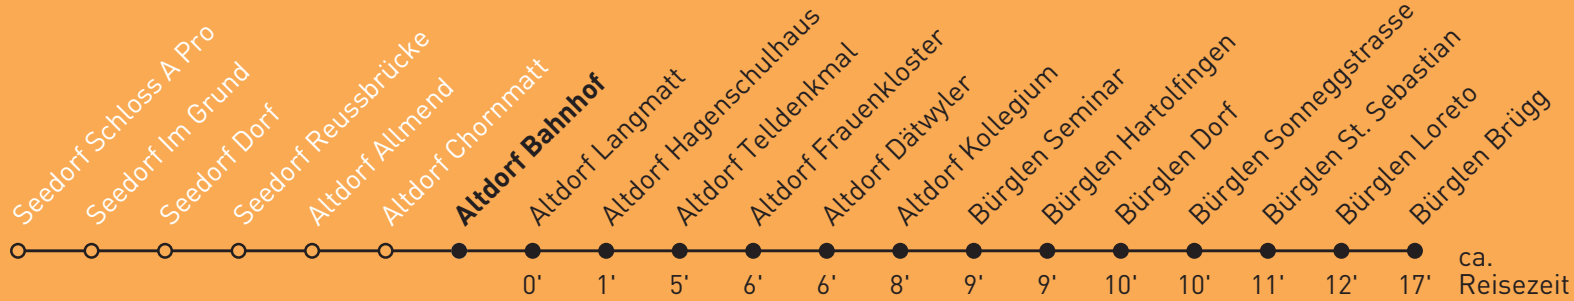 Seedorf Schloss A Pro
Seedorf Im Grund
Seedorf Dorf
Seedorf Reussbrücke
Altdorf Allmend
Altdorf Chornmatt
Altdorf Bahnhof
Altdorf Langmatt
Altdorf Hagenschulhaus
Altdorf Telldenkmal
Altdorf Frauenkloster
Altdorf Dätwyler
Altdorf Kollegium
Bürglen Seminar
Bürglen Hartolfingen
Bürglen Dorf
Bürglen Sonneggstrasse
Bürglen St. Sebastian
Bürglen Loreto
Bürglen Brügg
0' 1' 5' 6' 6' 8' 9' 9' 10' 10' 11' 12' 17'
ca.
Reisezeit